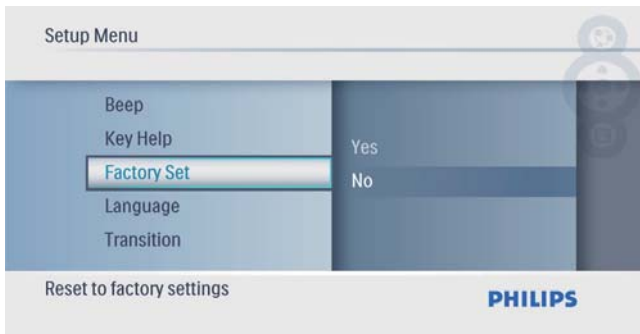 Setup Menu
Beep
Key Help
Factory Set
Language
Transition
Yes
No
Reset to factory settings
PHILIPS